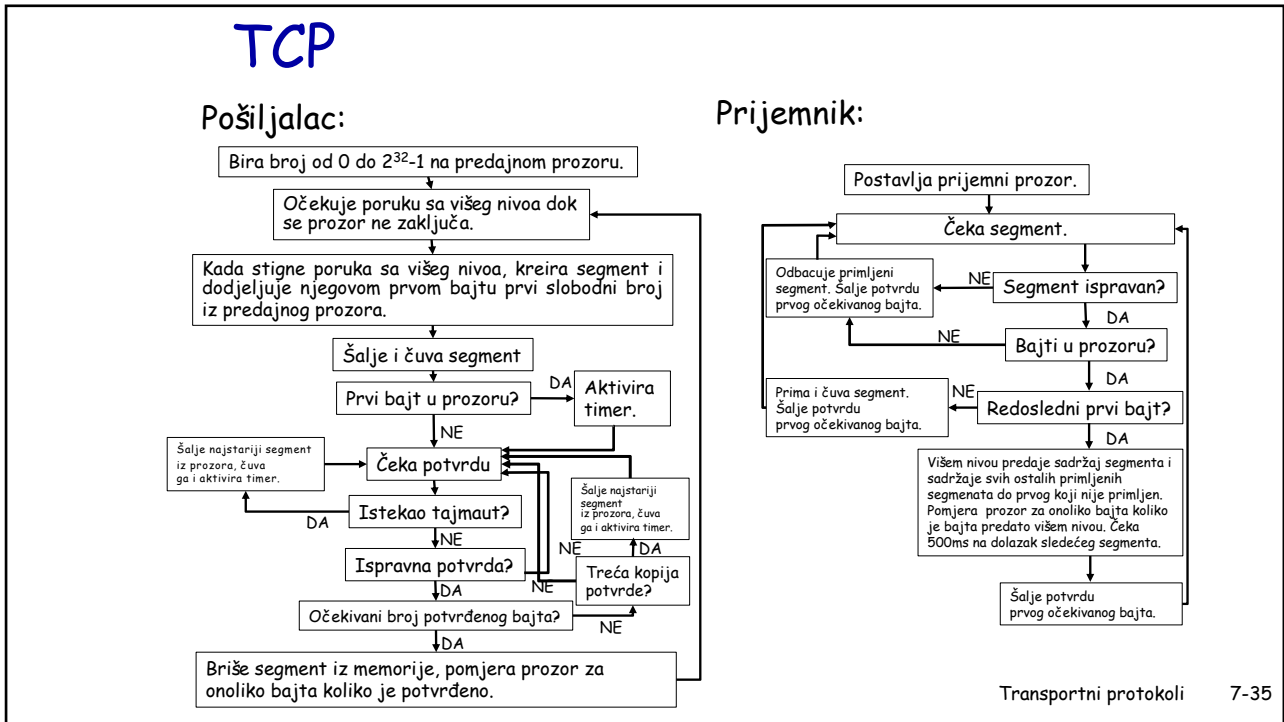 TCP
Pošiljalac:
Bira broj od 0 do 2³²-1 na predajnom prozoru.
Očekuje poruku sa višeg nivoa dok
se prozor ne zaključa.
Kada stigne poruka sa višeg nivoa, kreira segment i
dodjeljuje njegovom prvom bajtu prvi slobodni broj
iz predajnog prozora.
Šalje i čuva segment
Prvi bajt u prozoru?
DA
Aktivira
timer.
NE
Čeka potvrdu
Šalje najstariji segment
iz prozora, čuva
ga i aktivira timer.
Istekao tajmaut?
DA
NE
Šalje najstariji
segment
iz prozora, čuva
ga i aktivira timer.
Ispravna potvrda?
NE
DA
Treća kopija
potvrde?
NE
DA
Očekivani broj potvrđenog bajta?
NE
DA
Briše segment iz memorije, pomjera prozor za
onoliko bajta koliko je potvrđeno.
Prijemnik:
Postavlja prijemni prozor.
Čeka segment.
Odbacuje primljeni
segment. Šalje potvrdu
prvog očekivanog bajta.
NE
Segment ispravan?
DA
NE
Bajti u prozoru?
DA
Prima i čuva segment.
Šalje potvrdu
prvog očekivanog bajta.
NE
Redosledni prvi bajt?
DA
Višem nivou predaje sadržaj segmenta i
sadržaje svih ostalih primljenih
segmenata do prvog koji nije primljen.
Pomjera prozor za onoliko bajta koliko
je bajta predato višem nivou. Čeka
500ms na dolazak sledećeg segmenta.
Šalje potvrdu
prvog očekivanog bajta.
Transportni protokoli 7-35